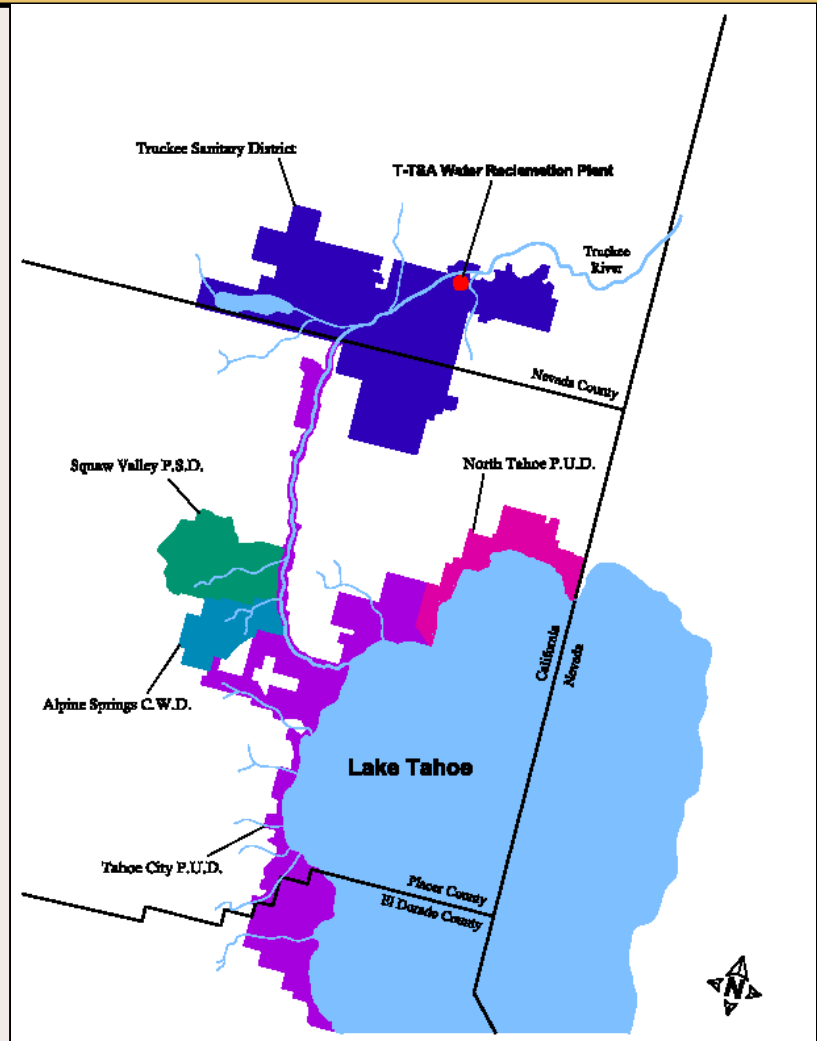 Truckee Sanitary District
T-TSA Water Reclamation Plant
Truckee
River
Nevada County
Squaw Valley P.S.D.
North Tahoe P.U.D.
California
Nevada
Alpine Springs C.W.D.
Lake Tahoe
Tahoe City P.U.D.
Placer County
El Dorado County
N